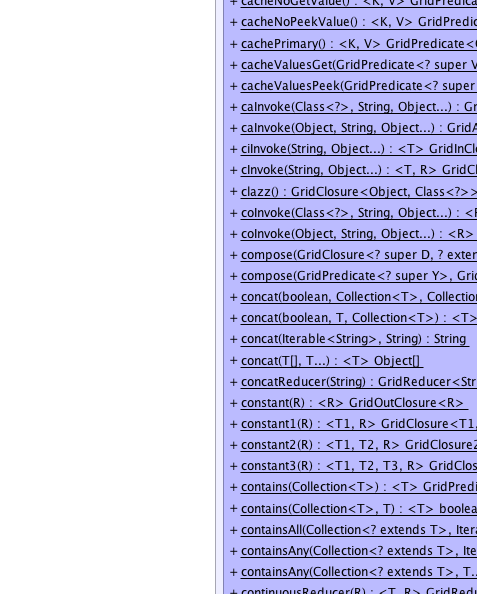 + cacheNoGetValue() : <K, V> GridPredica
+ cacheNoPeekValue() : <K, V> GridPredic
+ cachePrimary() : <K, V> GridPredicate<
+ cacheValuesGet(GridPredicate<? super V
+ cacheValuesPeek(GridPredicate<? super
+ caInvoke(Class<?>, String, Object...) : Gr
+ caInvoke(Object, String, Object...) : GridA
+ ciInvoke(String, Object...) : <T> GridInClo
+ cInvoke(String, Object...) : <T, R> GridCl
+ clazz() : GridClosure<Object, Class<?>>
+ coInvoke(Class<?>, String, Object...) : <R
+ coInvoke(Object, String, Object...) : <R>
+ compose(GridClosure<? super D, ? exten
+ compose(GridPredicate<? super Y>, Grid
+ concat(boolean, Collection<T>, Collection
+ concat(boolean, T, Collection<T>) : <T>
+ concat(Iterable<String>, String) : String
+ concat(T[], T...) : <T> Object[]
+ concatReducer(String) : GridReducer<Str
+ constant(R) : <R> GridOutClosure<R>
+ constant1(R) : <T1, R> GridClosure<T1,
+ constant2(R) : <T1, T2, R> GridClosure2
+ constant3(R) : <T1, T2, T3, R> GridClos
+ contains(Collection<T>) : <T> GridPredi
+ contains(Collection<T>, T) : <T> boolea
+ containsAll(Collection<? extends T>, Itera
+ containsAny(Collection<? extends T>, Ite
+ containsAny(Collection<? extends T>, T..
+ continuousReducer(R) : <T, R> GridRedu